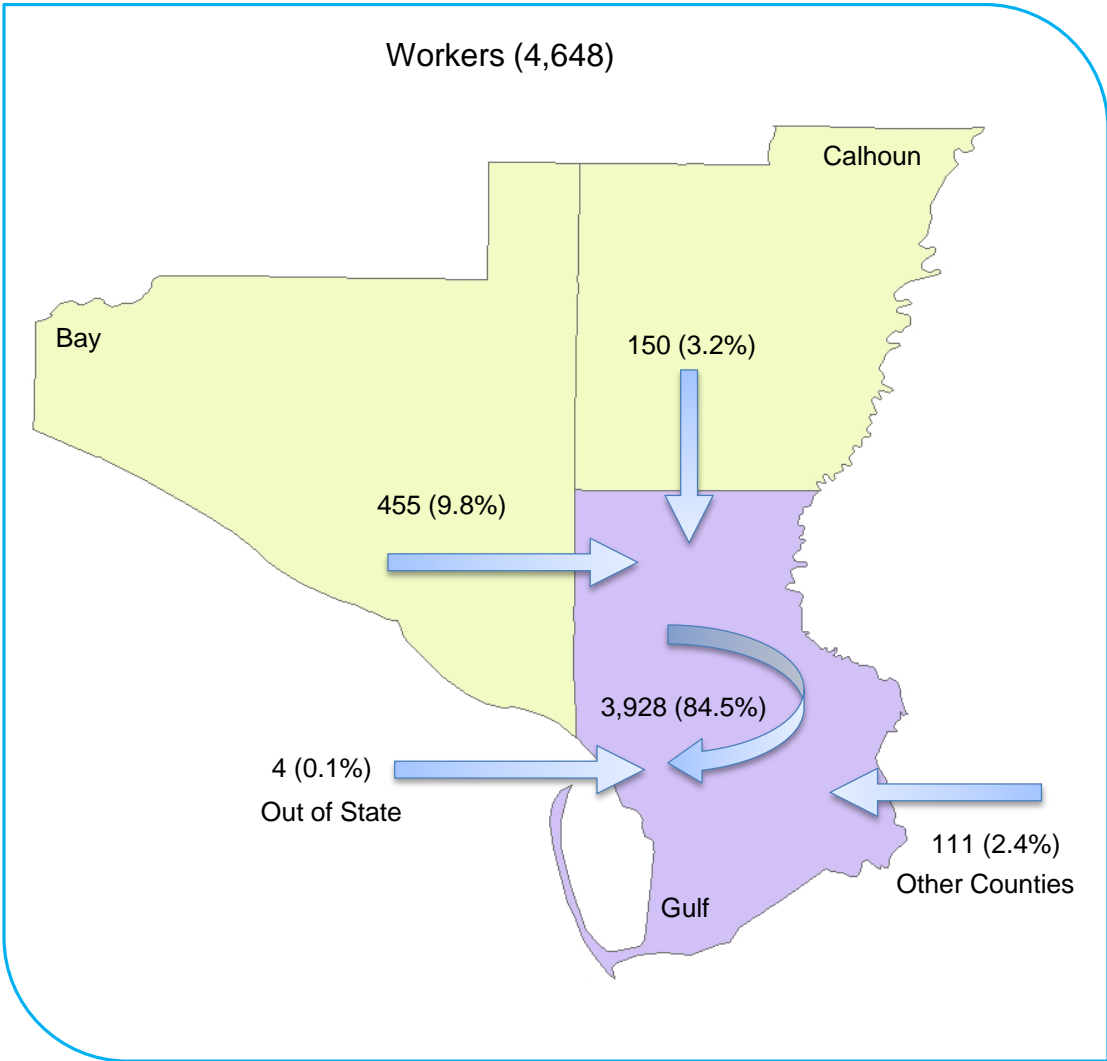 Workers (4,648)
Calhoun
Bay
150 (3.2%)
455 (9.8%)
3,928 (84.5%)
4 (0.1%)
Out of State
111 (2.4%)
Other Counties
Gulf